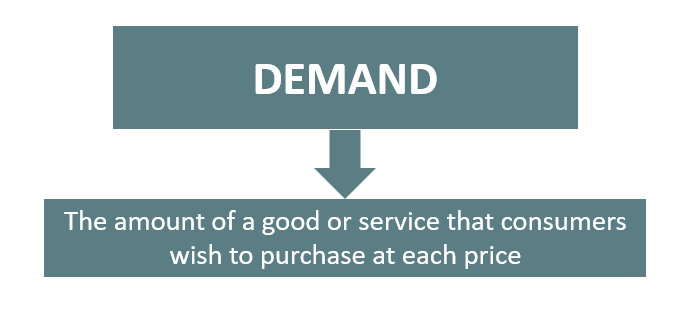 DEMAND
The amount of a good or service that consumers
wish to purchase at each price